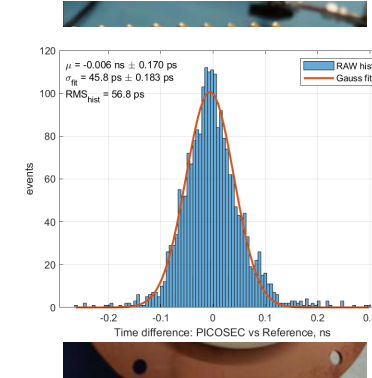 120
100
80
60
40
20
0
events
μ = -0.006 ns ± 0.170 ps
σfit = 45.8 ps ± 0.183 ps
RMShist = 56.8 ps
RAW hist
Gauss fit
-0.2 -0.1 0 0.1 0.2
Time difference: PICOSEC vs Reference, ns